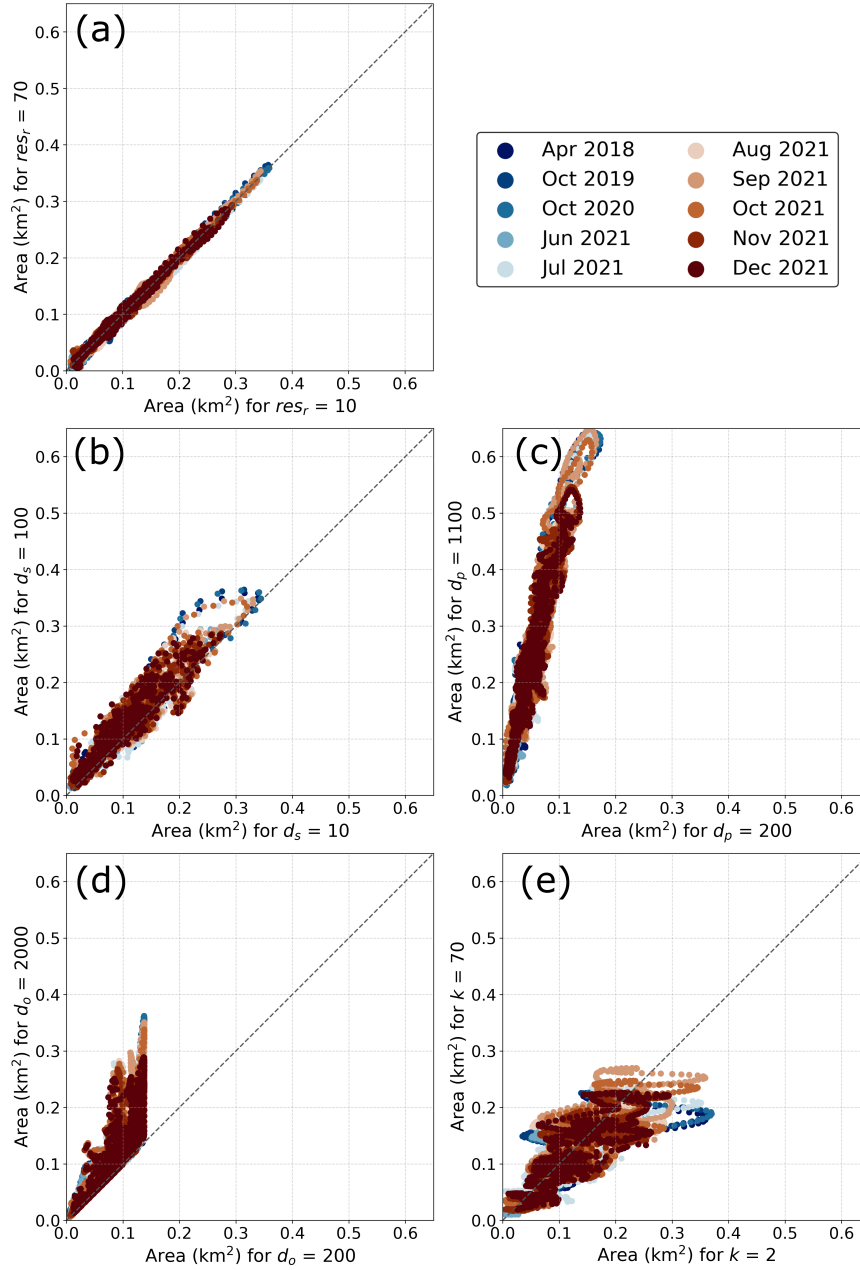 (a)
Area (km²) for res_r = 70
0.6
0.5
0.4
0.3
0.2
0.1
0.0
0.0 0.1 0.2 0.3 0.4 0.5 0.6
Area (km²) for res_r = 10
Apr 2018
Oct 2019
Oct 2020
Jun 2021
Jul 2021
Aug 2021
Sep 2021
Oct 2021
Nov 2021
Dec 2021
(b)
Area (km²) for d_s = 100
0.6
0.5
0.4
0.3
0.2
0.1
0.0
0.0 0.1 0.2 0.3 0.4 0.5 0.6
Area (km²) for d_s = 10
(c)
Area (km²) for d_p = 1100
0.6
0.5
0.4
0.3
0.2
0.1
0.0
0.0 0.1 0.2 0.3 0.4 0.5 0.6
Area (km²) for d_p = 200
(d)
Area (km²) for d_o = 2000
0.6
0.5
0.4
0.3
0.2
0.1
0.0
0.0 0.1 0.2 0.3 0.4 0.5 0.6
Area (km²) for d_o = 200
(e)
Area (km²) for k = 70
0.6
0.5
0.4
0.3
0.2
0.1
0.0
0.0 0.1 0.2 0.3 0.4 0.5 0.6
Area (km²) for k = 2